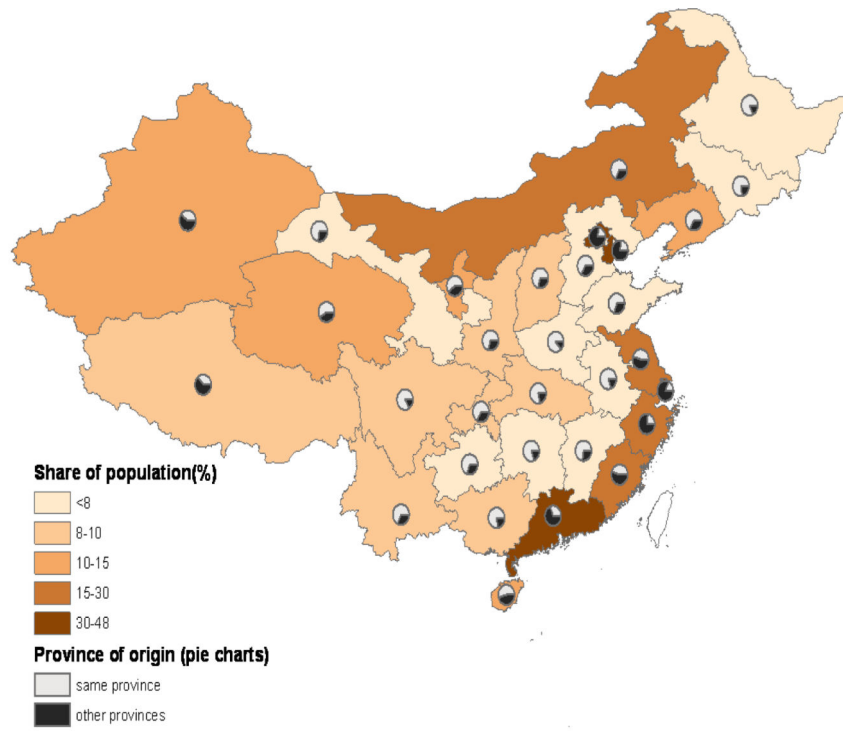 Share of population(%)
<8
8-10
10-15
15-30
30-48
Province of origin (pie charts)
same province
other provinces